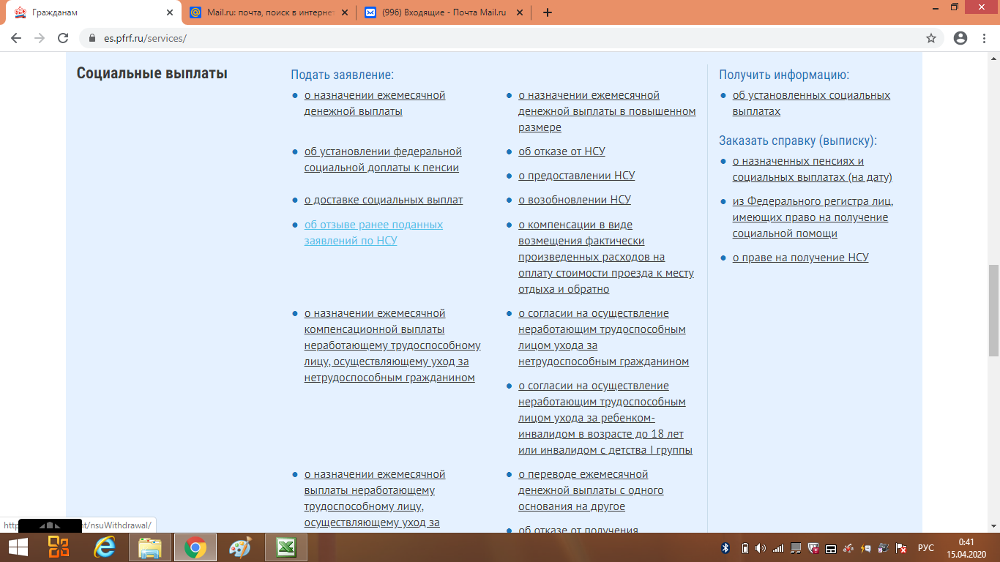 Гражданам
Mail.ru: почта, поиск в интернет
(996) Входящие - Почта Mail.ru
es.pfrf.ru/services/
Социальные выплаты
Подать заявление:
о назначении ежемесячной
денежной выплаты
об установлении федеральной
социальной доплаты к пенсии
о доставке социальных выплат
об отзыве ранее поданных
заявлений по НСУ
о назначении ежемесячной
компенсационной выплаты
неработающему трудоспособному
лицу, осуществляющему уход за
нетрудоспособным гражданином
о назначении ежемесячной
выплаты неработающему
трудоспособному лицу,
осуществляющему уход за
о назначении ежемесячной
денежной выплаты в повышенном
размере
об отказе от НСУ
о предоставлении НСУ
о возобновлении НСУ
о компенсации в виде
возмещения фактически
произведенных расходов на
оплату стоимости проезда к месту
отдыха и обратно
о согласии на осуществление
неработающим трудоспособным
лицом ухода за
нетрудоспособным гражданином
о согласии на осуществление
неработающим трудоспособным
лицом ухода за ребенком-
инвалидом в возрасте до 18 лет
или инвалидом с детства I группы
о переводе ежемесячной
денежной выплаты с одного
основания на другое
об отказе от получения
Получить информацию:
об установленных социальных
выплатах
Заказать справку (выписку):
о назначенных пенсиях и
социальных выплатах (на дату)
из Федерального регистра лиц,
имеющих право на получение
социальной помощи
о праве на получение НСУ
http
nt/nsuWithdrawal/
РУС
0:41
15.04.2020